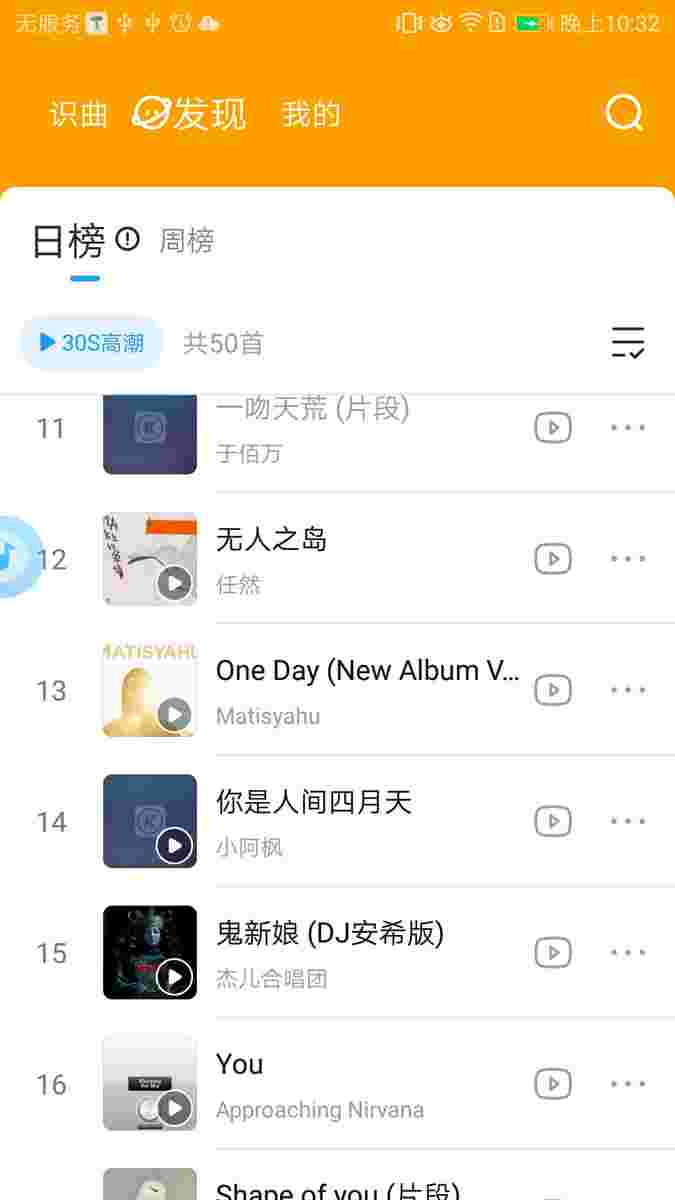 无服务 晚上10:32
识曲 发现 我的
日榜 周榜
30S高潮 共50首
11 一吻天荒 (片段)
于佰万
12 无人之岛
任然
MATISYAHU
13 One Day (New Album V...
Matisyahu
14 你是人间四月天
小阿枫
15 鬼新娘 (DJ安希版)
杰儿合唱团
16 You
Approaching Nirvana
Shape of you (片段)